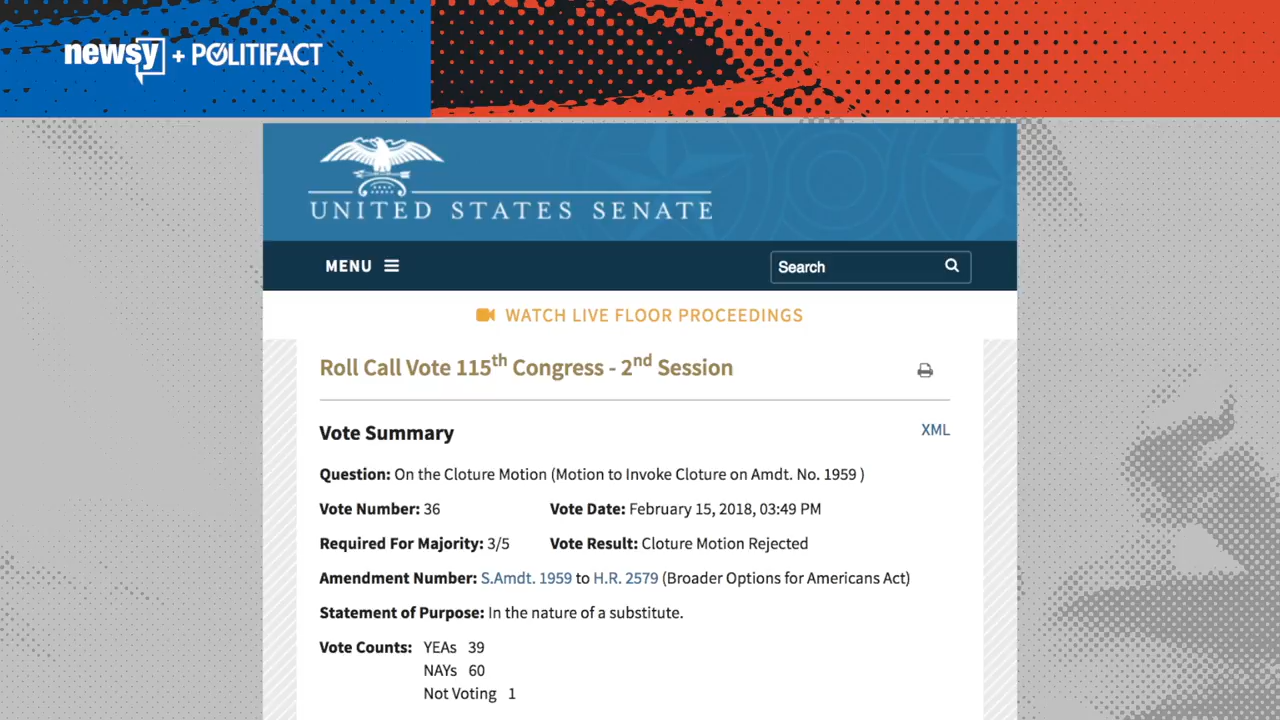 newsy + POLITIFACT
UNITED STATES SENATE
MENU Search
WATCH LIVE FLOOR PROCEEDINGS
Roll Call Vote 115th Congress - 2nd Session
Vote Summary XML
Question: On the Cloture Motion (Motion to Invoke Cloture on Amdt. No. 1959 )
Vote Number: 36 Vote Date: February 15, 2018, 03:49 PM
Required For Majority: 3/5 Vote Result: Cloture Motion Rejected
Amendment Number: S.Amdt. 1959 to H.R. 2579 (Broader Options for Americans Act)
Statement of Purpose: In the nature of a substitute.
Vote Counts: YEAs 39
NAYs 60
Not Voting 1